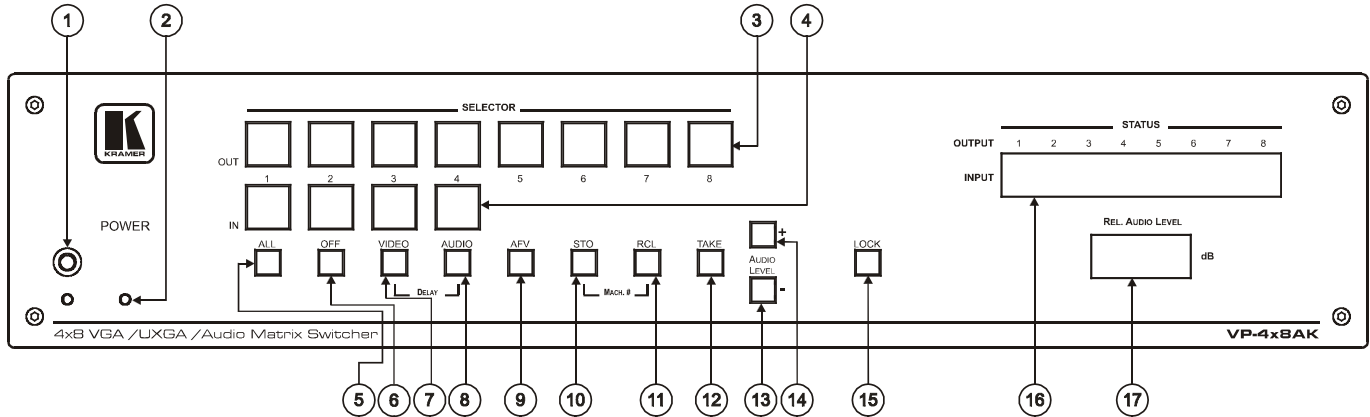 1 2 3 4
SELECTOR
STATUS
OUTPUT 1 2 3 4 5 6 7 8
KRAMER
OUT
1 2 3 4 5 6 7 8
INPUT
IN
POWER
REL. AUDIO LEVEL
ALL OFF VIDEO AUDIO AFV STO RCL TAKE + LOCK
AUDIO
LEVEL
dB
DELAY MACH. # -
4x8 VGA /UXGA /Audio Matrix Switcher VP-4x8AK
5 6 7 8 9 10 11 12 13 14 15 16 17